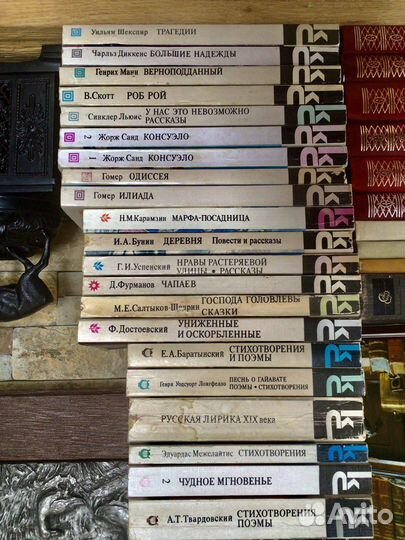 Уильям Шекспир ТРАГЕДИИ
Чарльз Диккенс БОЛЬШИЕ НАДЕЖДЫ
Генрих Манн ВЕРНОПОДДАННЫЙ
В.Скотт РОБ РОЙ
Синклер Льюис У НАС ЭТО НЕВОЗМОЖНО
РАССКАЗЫ
2 Жорж Санд КОНСУЭЛО
1 Жорж Санд КОНСУЭЛО
Гомер ОДИССЕЯ
Гомер ИЛИАДА
Н.М.Карамзин МАРФА-ПОСАДНИЦА
И.А.Бунин ДЕРЕВНЯ Повести и рассказы
Г.И.Успенский НРАВЫ РАСТЕРЯЕВОЙ
УЛИЦЫ • РАССКАЗЫ
Д.Фурманов ЧАПАЕВ
М.Е.Салтыков-Щедрин ГОСПОДА ГОЛОВЛЕВЫ
СКАЗКИ
Ф.Достоевский УНИЖЕННЫЕ
И ОСКОРБЛЕННЫЕ
Е.А.Баратынский СТИХОТВОРЕНИЯ
И ПОЭМЫ
Генри Уодсуорт Лонгфелло ПЕСНЬ О ГАЙАВАТЕ
ПОЭМЫ • СТИХОТВОРЕНИЯ
РУССКАЯ ЛИРИКА XIX века
Эдуардас Межелайтис СТИХОТВОРЕНИЯ
2 ЧУДНОЕ МГНОВЕНЬЕ
А.Т.Твардовский СТИХОТВОРЕНИЯ
ПОЭМЫ
Avito